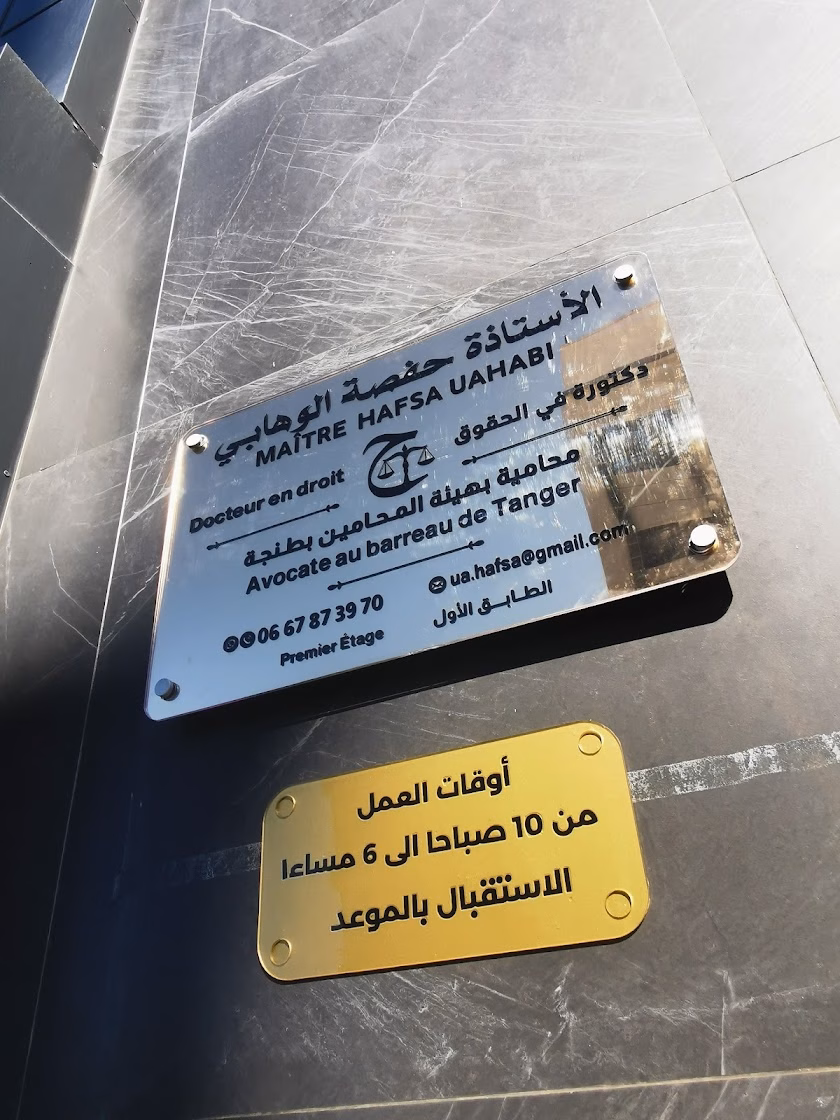 الأستاذة حفصة الوهابي
MAÎTRE HAFSA UAHABI
دكتورة في الحقوق
Docteur en droit
محامية بهيئة المحامين بطنجة
Avocate au barreau de Tanger
06 67 87 39 70
ua.hafsa@gmail.com
Premier Étage
الطابق الأول
أوقات العمل
من 10 صباحا الى 6 مساءا
الاستقبال بالموعد